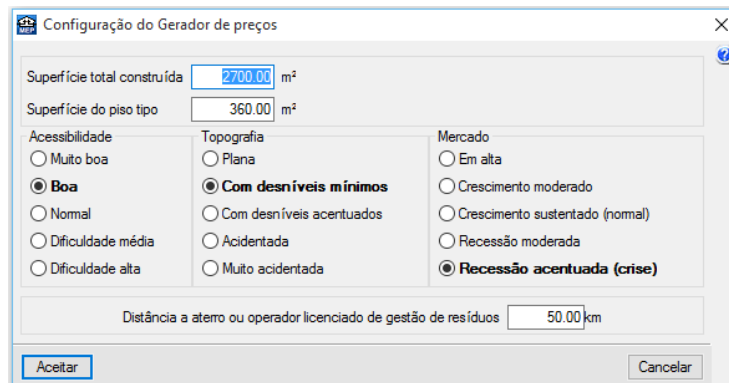 MEP Configuração do Gerador de preços
Superfície total construída 2700.00 m²
Superfície do piso tipo 360.00 m²
Acessibilidade
Muito boa
Boa
Normal
Dificuldade média
Dificuldade alta
Topografia
Plana
Com desníveis mínimos
Com desníveis acentuados
Acidentada
Muito acidentada
Mercado
Em alta
Crescimento moderado
Crescimento sustentado (normal)
Recessão moderada
Recessão acentuada (crise)
Distância a aterro ou operador licenciado de gestão de resíduos 50.00 km
Aceitar Cancelar